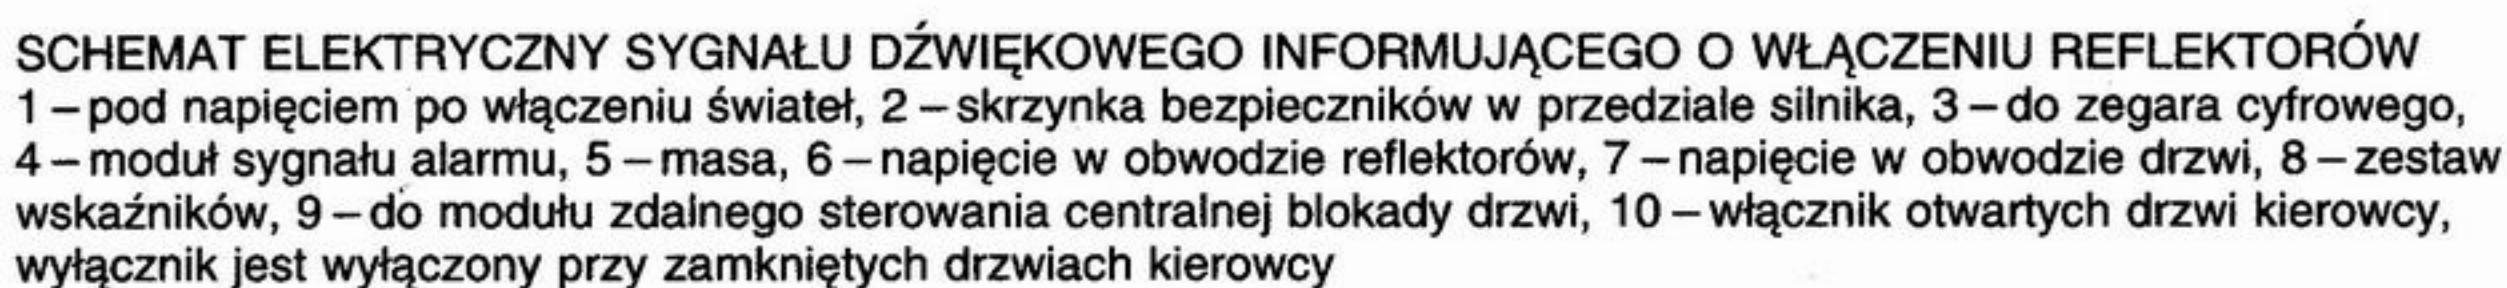 SCHEMAT ELEKTRYCZNY SYGNAŁU DŹWIĘKOWEGO INFORMUJĄCEGO O WŁĄCZENIU REFLEKTORÓW
1 – pod napięciem po włączeniu świateł, 2 – skrzynka bezpieczników w przedziale silnika, 3 – do zegara cyfrowego,
4 – moduł sygnału alarmu, 5 – masa, 6 – napięcie w obwodzie reflektorów, 7 – napięcie w obwodzie drzwi, 8 – zestaw
wskaźników, 9 – do modułu zdalnego sterowania centralnej blokady drzwi, 10 – włącznik otwartych drzwi kierowcy,
wyłącznik jest wyłączony przy zamkniętych drzwiach kierowcy